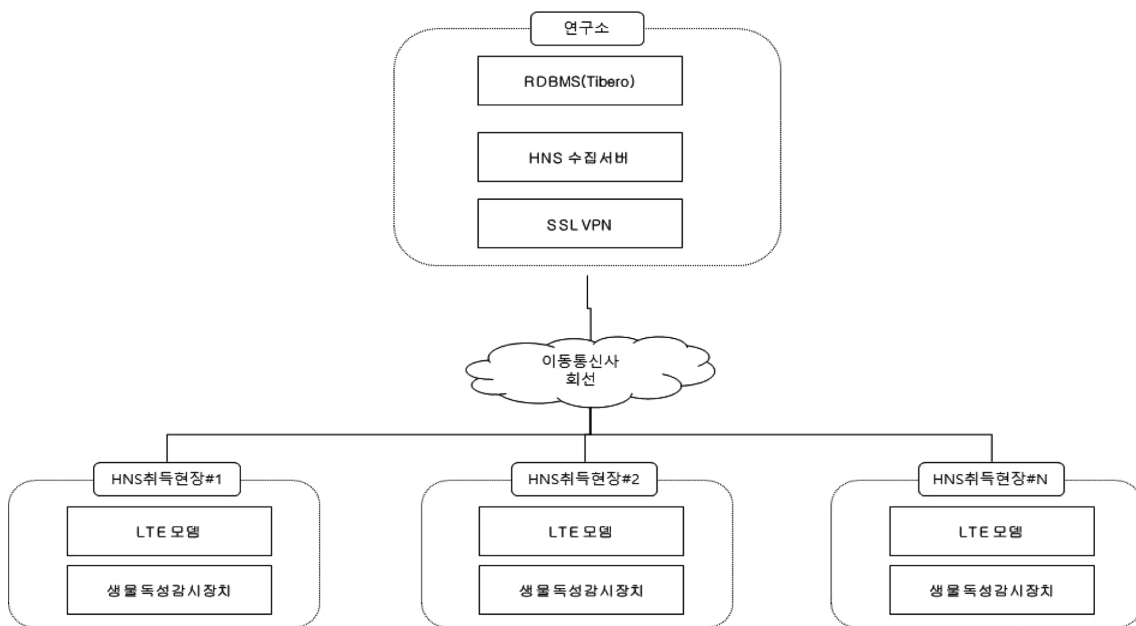 연구소
RDBMS(Tibero)
HNS 수집서버
SSL VPN
이동통신사
회선
HNS취득현장#1
LTE 모뎀
생물독성감시장치
HNS취득현장#2
LTE 모뎀
생물독성감시장치
HNS취득현장#N
LTE 모뎀
생물독성감시장치